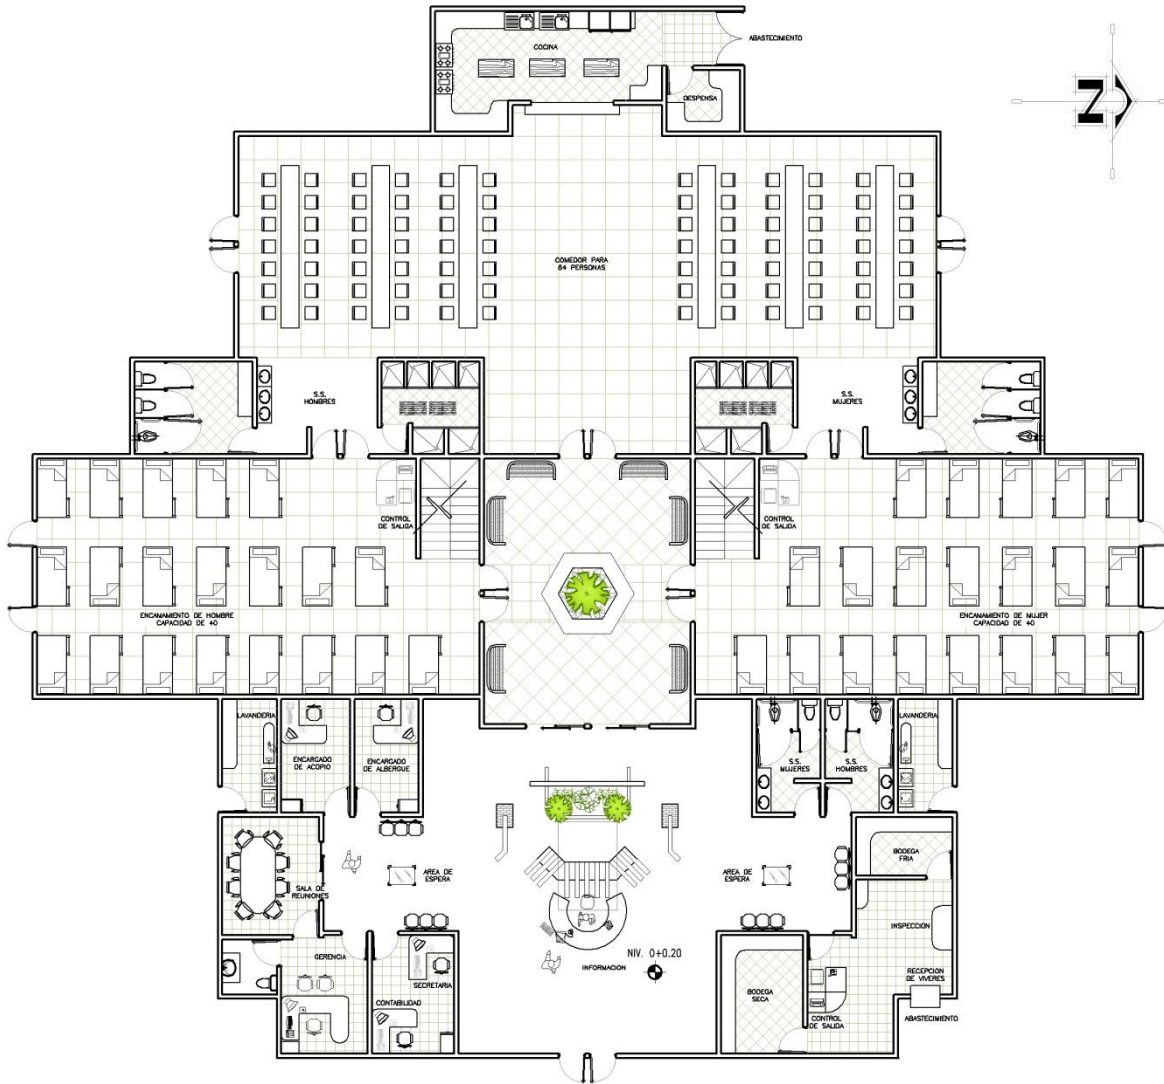 COCINA
ABASTECIMIENTO
DESPENSA
N
COMEDOR PARA
84 PERSONAS
S.S.
HOMBRES
S.S.
MUJERES
CONTROL
DE SALIDA
CONTROL
DE SALIDA
ENCAMAMIENTO DE HOMBRE
CAPACIDAD DE 40
ENCAMAMIENTO DE MUJER
CAPACIDAD DE 40
LAVANDERIA
ENCARGADO
DE ACOPIO
ENCARGADO
DE ALBERGUE
S.S.
MUJERES
S.S.
HOMBRES
LAVANDERIA
BODEGA
FRIA
AREA DE
ESPERA
AREA DE
ESPERA
SALA DE
REUNIONES
INSPECCION
GERENCIA
SECRETARIA
CONTABILIDAD
NIV. 0+0.20
INFORMACION
RECEPCION
DE VIVERES
BODEGA
SECA
CONTROL
DE SALIDA
ABASTECIMIENTO